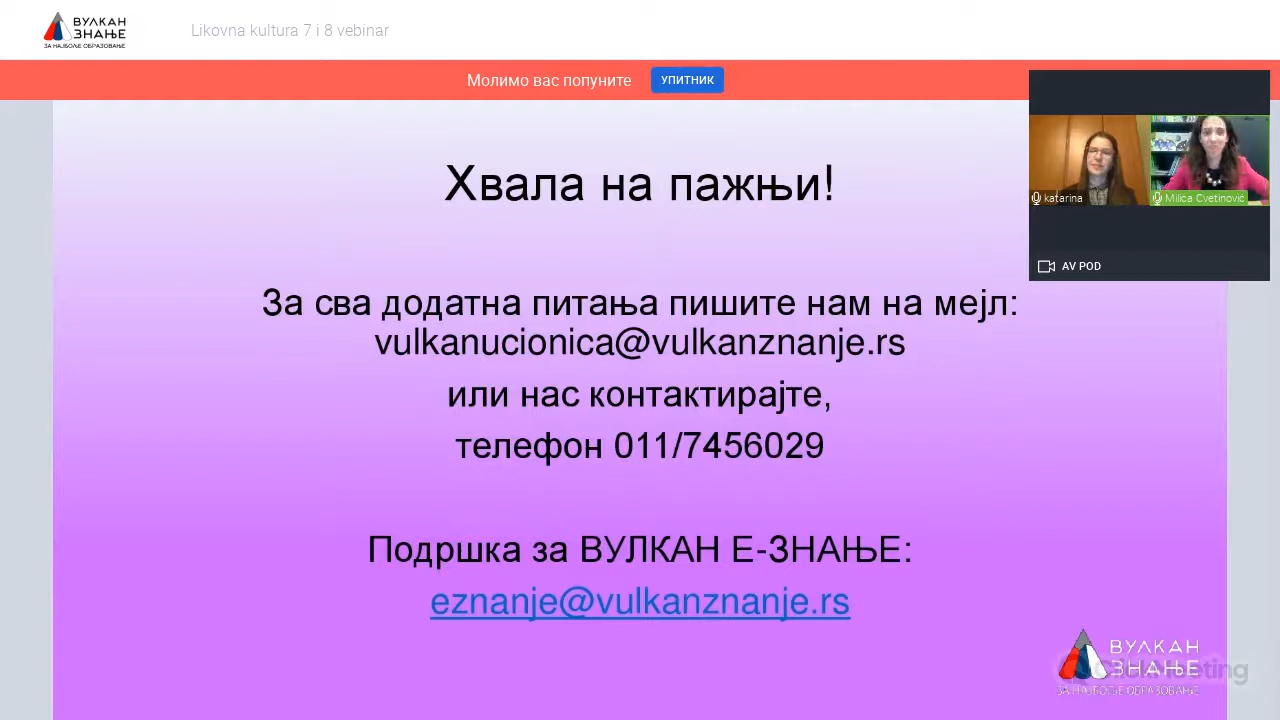 ВУЛКАН
ЗНАЊЕ
ЗА НАЈБОЉЕ ОБРАЗОВАЊЕ
Likovna kultura 7 i 8 vebinar
Молимо вас попуните
УПИТНИК
katarina
Milica Cvetinović
AV POD
Хвала на пажњи!
За сва додатна питања пишите нам на мејл:
vulkanucionica@vulkanznanje.rs
или нас контактирајте,
телефон 011/7456029
Подршка за ВУЛКАН Е-ЗНАЊЕ:
eznanje@vulkanznanje.rs
ВУЛКАН
ЗНАЊЕ
ЗА НАЈБОЉЕ ОБРАЗОВАЊЕ
ClickMeeting